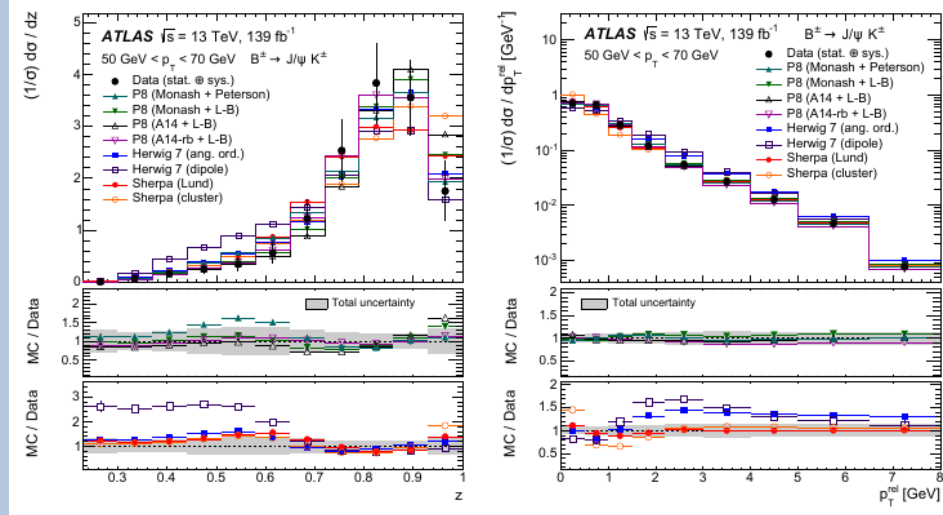 (1/σ) dσ / dz
5
4
3
2
1
0
ATLAS √s = 13 TeV, 139 fb⁻¹
50 GeV < pT < 70 GeV B± → J/ψ K±
Data (stat. ⊕ sys.)
P8 (Monash + Peterson)
P8 (Monash + L-B)
P8 (A14 + L-B)
P8 (A14-rb + L-B)
Herwig 7 (ang. ord.)
Herwig 7 (dipole)
Sherpa (Lund)
Sherpa (cluster)
MC / Data
2
1.5
1
0.5
Total uncertainty
MC / Data
3
2
1
0.3 0.4 0.5 0.6 0.7 0.8 0.9 1
z
(1/σ) dσ / dpTrel [GeV⁻¹]
10
1
10⁻¹
10⁻²
10⁻³
ATLAS √s = 13 TeV, 139 fb⁻¹ B± → J/ψ K±
50 GeV < pT < 70 GeV
Data (stat. ⊕ sys.)
P8 (Monash + Peterson)
P8 (Monash + L-B)
P8 (A14 + L-B)
P8 (A14-rb + L-B)
Herwig 7 (ang. ord.)
Herwig 7 (dipole)
Sherpa (Lund)
Sherpa (cluster)
MC / Data
2
1.5
1
0.5
Total uncertainty
MC / Data
2
1.5
1
0.5
0 1 2 3 4 5 6 7 8
pTrel [GeV]